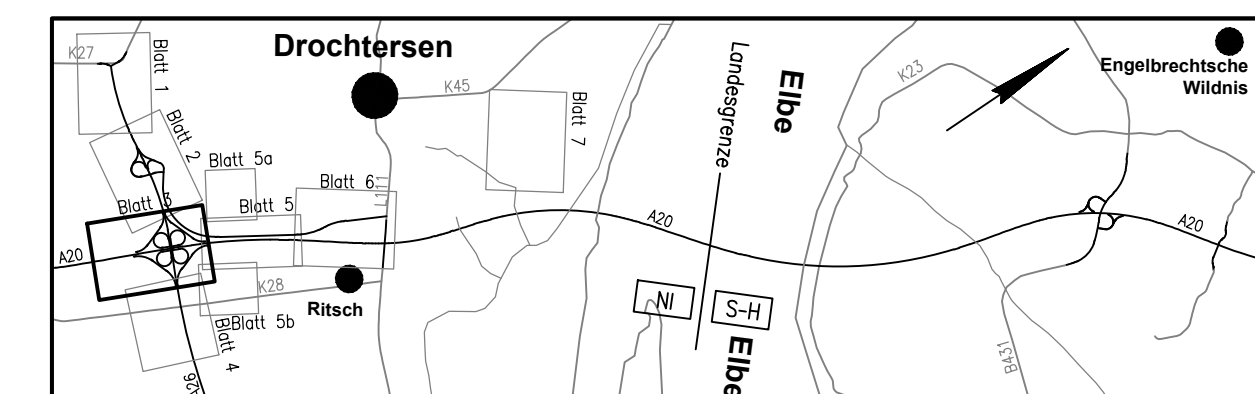 Drochtersen
K27
Blatt 1
Blatt 2
K45
Blatt 7
Landesgrenze
Elbe
K23
Engelbrechtsche
Wildnis
Blatt 5a
Blatt 6
L111
Blatt 3
Blatt 5
A20
A20
A20
K28
Ritsch
NI
S-H
Blatt 5b
Blatt 4
Elbe
B431